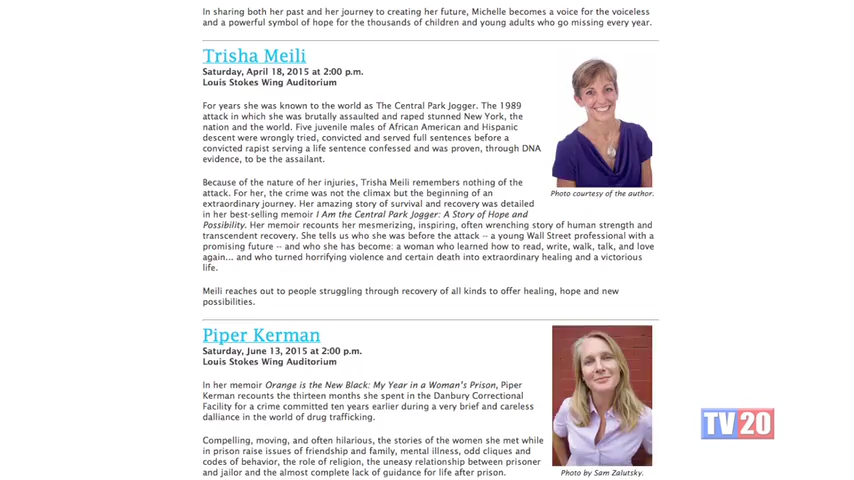 In sharing both her past and her journey to creating her future, Michelle becomes a voice for the voiceless
and a powerful symbol of hope for the thousands of children and young adults who go missing every year.
Trisha Meili
Saturday, April 18, 2015 at 2:00 p.m.
Louis Stokes Wing Auditorium
For years she was known to the world as The Central Park Jogger. The 1989
attack in which she was brutally assaulted and raped stunned New York, the
nation and the world. Five juvenile males of African American and Hispanic
descent were wrongly tried, convicted and served full sentences before a
convicted rapist serving a life sentence confessed and was proven, through DNA
evidence, to be the assailant.
Because of the nature of her injuries, Trisha Meili remembers nothing of the
attack. For her, the crime was not the climax but the beginning of an
extraordinary journey. Her amazing story of survival and recovery was detailed
in her best-selling memoir I Am the Central Park Jogger: A Story of Hope and
Possibility. Her memoir recounts her mesmerizing, inspiring, often wrenching story of human strength and
transcendent recovery. She tells us who she was before the attack -- a young Wall Street professional with a
promising future -- and who she has become: a woman who learned how to read, write, walk, talk, and love
again... and who turned horrifying violence and certain death into extraordinary healing and a victorious
life.
Meili reaches out to people struggling through recovery of all kinds to offer healing, hope and new
possibilities.
Photo courtesy of the author.
Piper Kerman
Saturday, June 13, 2015 at 2:00 p.m.
Louis Stokes Wing Auditorium
In her memoir Orange is the New Black: My Year in a Woman's Prison, Piper
Kerman recounts the thirteen months she spent in the Danbury Correctional
Facility for a crime committed ten years earlier during a very brief and careless
dalliance in the world of drug trafficking.
Compelling, moving, and often hilarious, the stories of the women she met while
in prison raise issues of friendship and family, mental illness, odd cliques and
codes of behavior, the role of religion, the uneasy relationship between prisoner
and jailor and the almost complete lack of guidance for life after prison.
Photo by Sam Zalutsky.
TV20